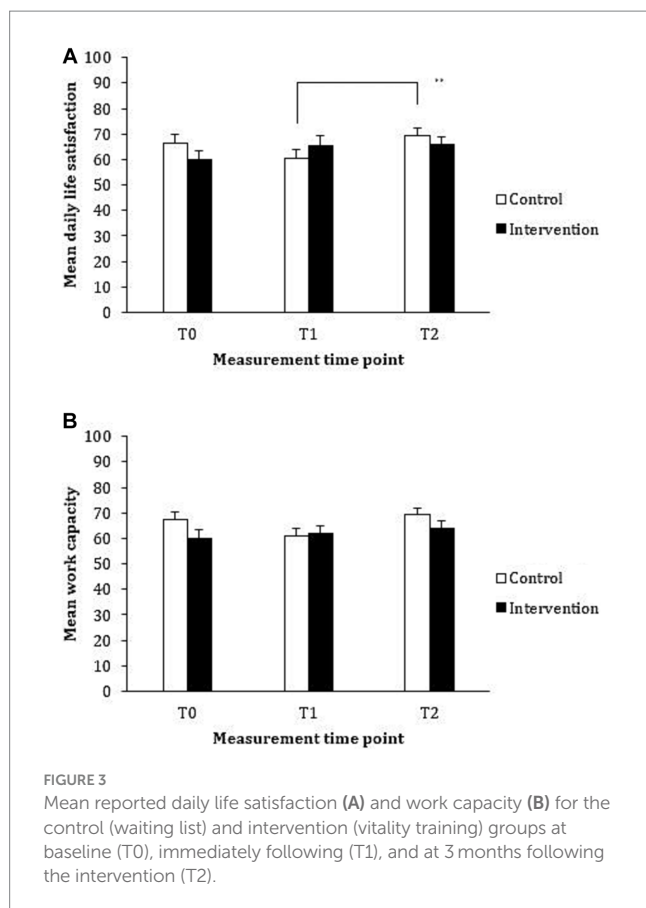 A
100
90
80
70
60
50
40
30
20
10
0
Mean daily life satisfaction
**
Control
Intervention
T0 T1 T2
Measurement time point
B
100
90
80
70
60
50
40
30
20
10
0
Mean work capacity
Control
Intervention
T0 T1 T2
Measurement time point
FIGURE 3
Mean reported daily life satisfaction (A) and work capacity (B) for the
control (waiting list) and intervention (vitality training) groups at
baseline (T0), immediately following (T1), and at 3 months following
the intervention (T2).